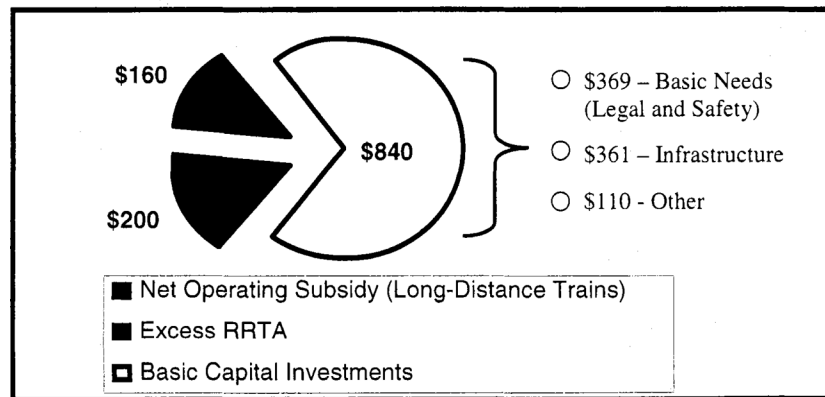 $160
$840
$200
○ $369 – Basic Needs
(Legal and Safety)
○ $361 – Infrastructure
○ $110 - Other
Net Operating Subsidy (Long-Distance Trains)
Excess RRTA
Basic Capital Investments